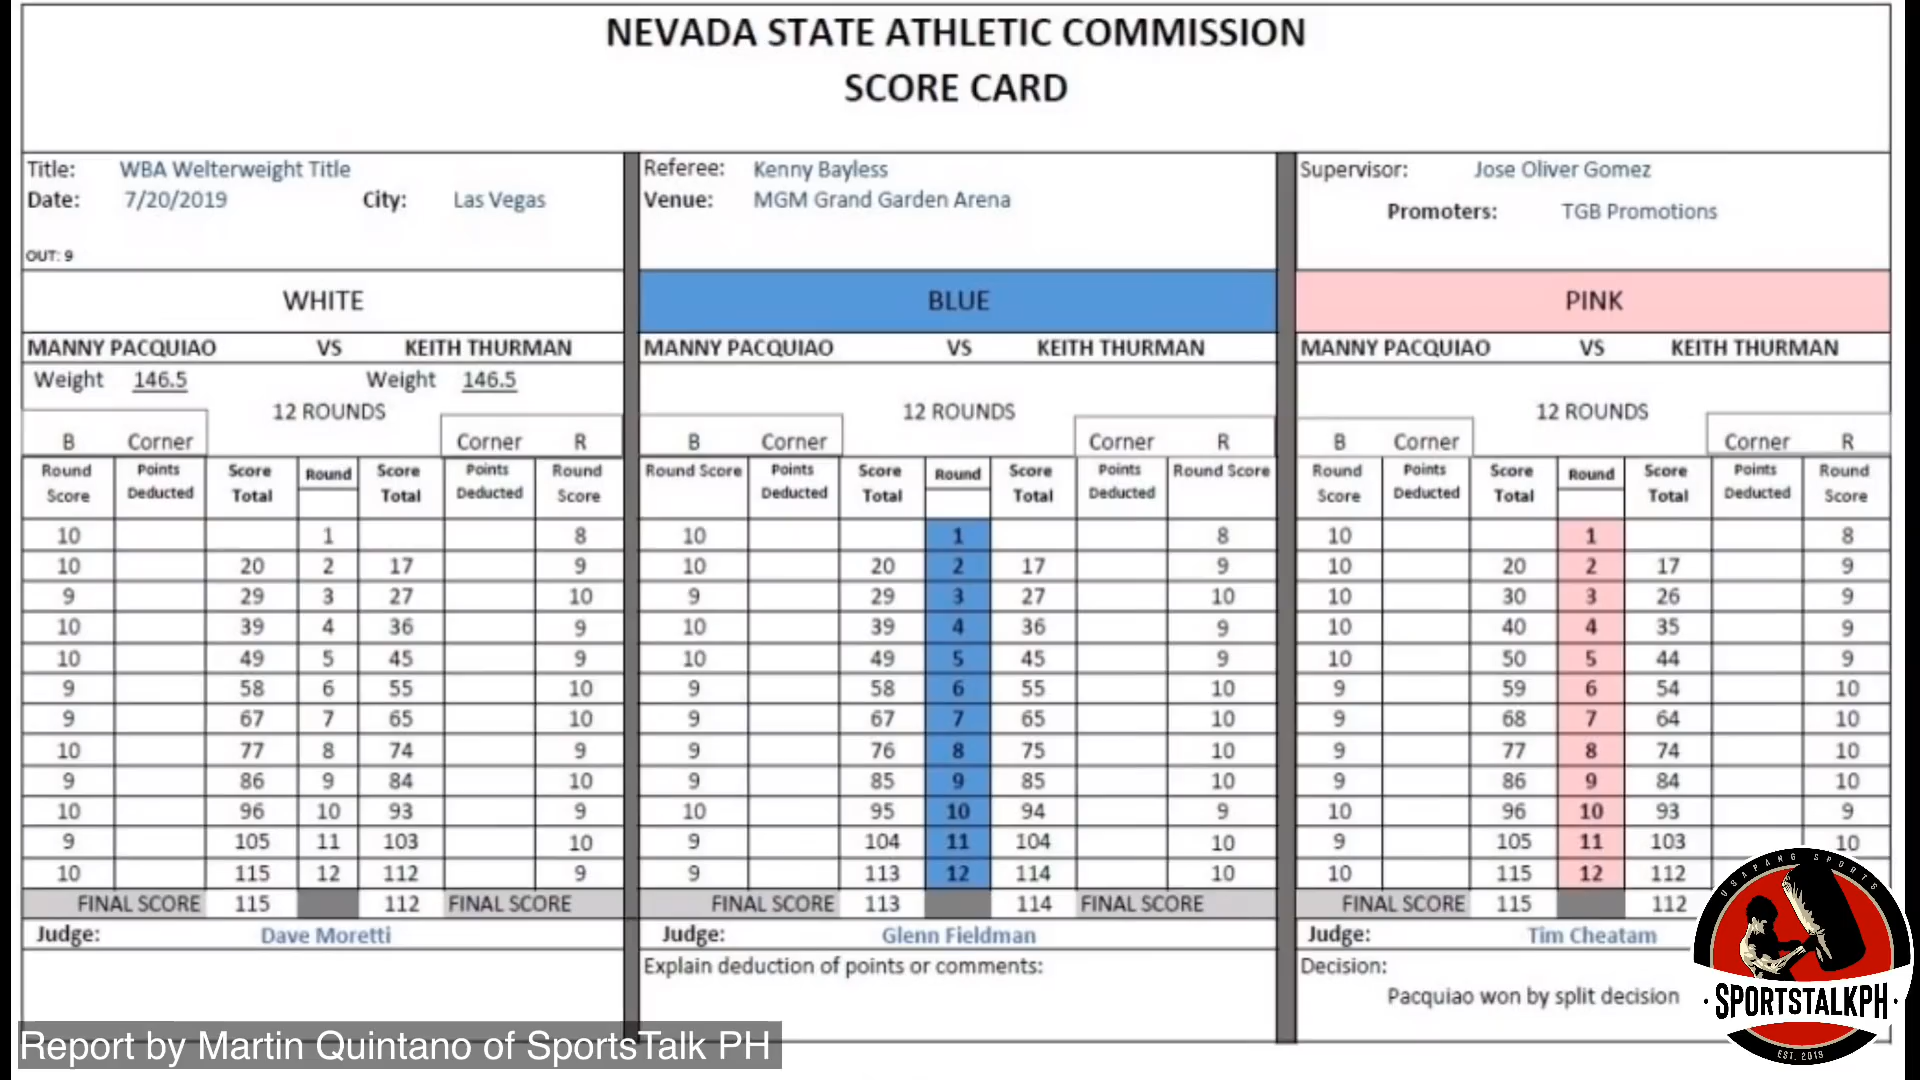 NEVADA STATE ATHLETIC COMMISSION
SCORE CARD
Title: WBA Welterweight Title
Date: 7/20/2019 City: Las Vegas
OUT: 9
Referee: Kenny Bayless
Venue: MGM Grand Garden Arena
Supervisor: Jose Oliver Gomez
Promoters: TGB Promotions
WHITE BLUE PINK
MANNY PACQUIAO VS KEITH THURMAN MANNY PACQUIAO VS KEITH THURMAN MANNY PACQUIAO VS KEITH THURMAN
Weight 146.5 Weight 146.5
12 ROUNDS 12 ROUNDS 12 ROUNDS
B Corner Corner R B Corner Corner R B Corner Corner R
Round Points Score Round Score Points Round Round Score Points Score Round Score Points Round Score Round Points Score Round Score Points Round
Score Deducted Total Total Deducted Score Deducted Total Total Deducted Score Deducted Total Total Deducted Score
10 1 8 10 1 8 10 1 8
10 20 2 17 9 10 20 2 17 9 10 20 2 17 9
9 29 3 27 10 9 29 3 27 10 10 30 3 26 9
10 39 4 36 9 10 39 4 36 9 10 40 4 35 9
10 49 5 45 9 10 49 5 45 9 10 50 5 44 9
9 58 6 55 10 9 58 6 55 10 9 59 6 54 10
9 67 7 65 10 9 67 7 65 10 9 68 7 64 10
10 77 8 74 9 9 76 8 75 10 9 77 8 74 10
9 86 9 84 10 9 85 9 85 10 9 86 9 84 10
10 96 10 93 9 10 95 10 94 9 10 96 10 93 9
9 105 11 103 10 9 104 11 104 10 9 105 11 103 10
10 115 12 112 9 9 113 12 114 10 10 115 12 112
FINAL SCORE 115 112 FINAL SCORE FINAL SCORE 113 114 FINAL SCORE FINAL SCORE 115 112
Judge: Dave Moretti Judge: Glenn Fieldman Judge: Tim Cheatam
Explain deduction of points or comments:
Decision:
Pacquiao won by split decision
Report by Martin Quintano of SportsTalk PH
USAPANG SPORTS
·SPORTSTALKPH·
EST. 2019